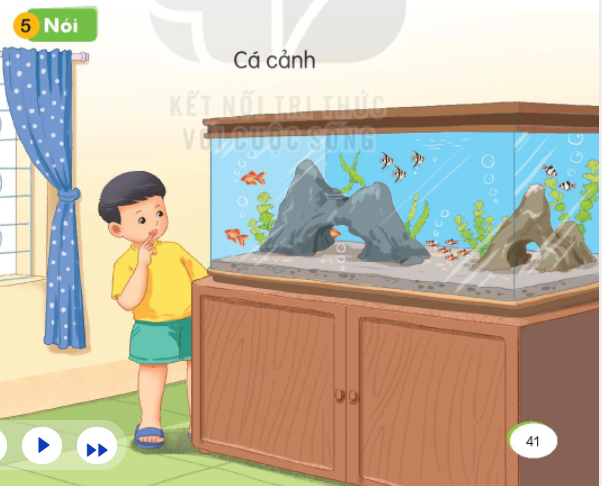 5 Nói
Cá cảnh
KẾT NỐI TRI THỨC
VỚI CUỘC SỐNG
41